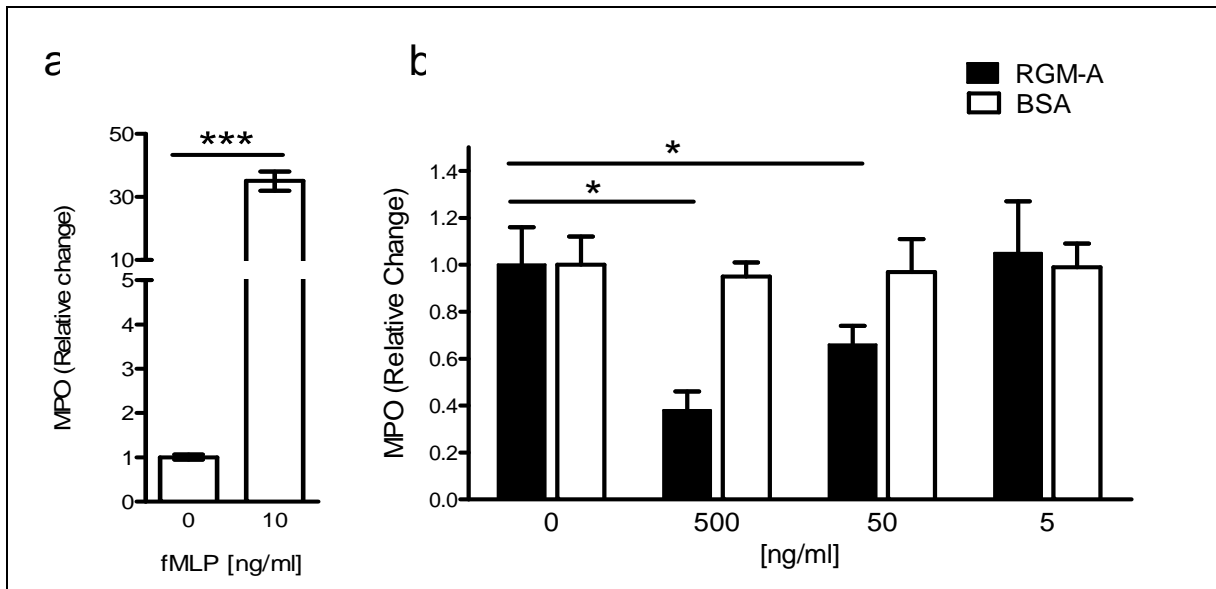 a
b
RGM-A
BSA
***
50
30
10
5
4
3
2
1
0
MPO (Relative change)
0 10
fMLP [ng/ml]
*
*
1.4
1.2
1.0
0.8
0.6
0.4
0.2
0.0
MPO (Relative Change)
0 500 50 5
[ng/ml]